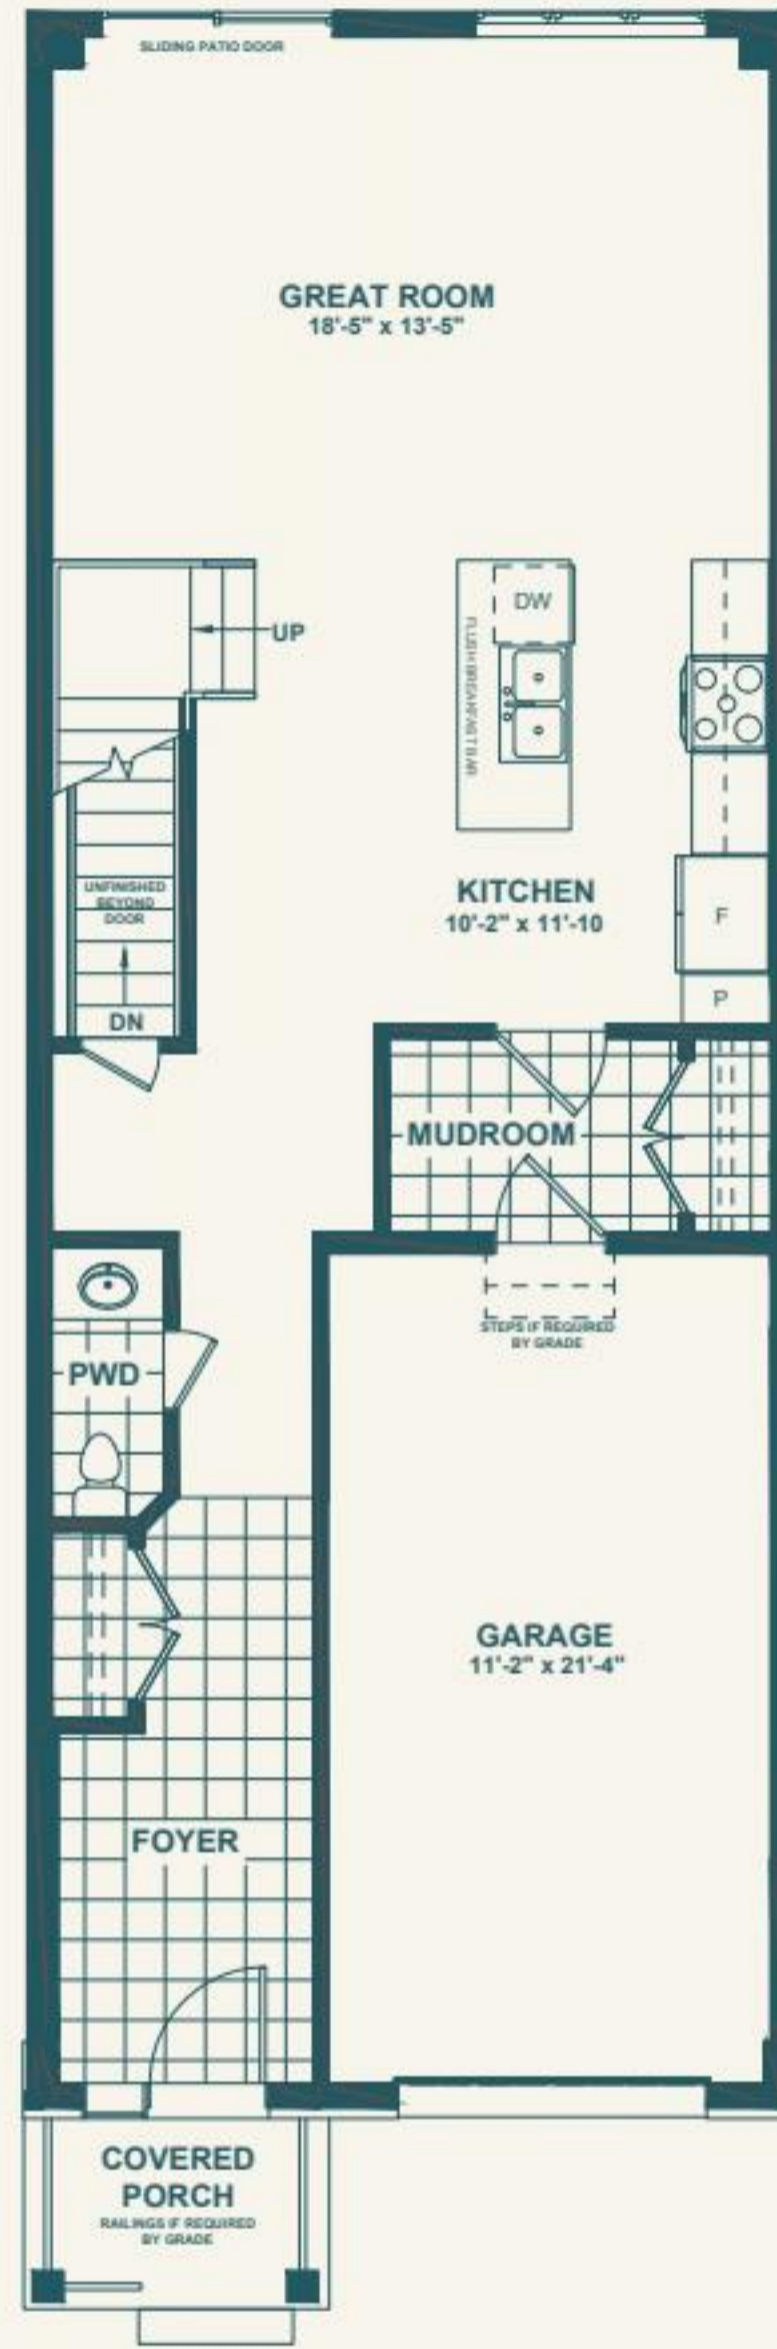 SLIDING PATIO DOOR
GREAT ROOM
18'-5" x 13'-5"
UP
DW
FLUSH BREAKFAST BAR
UNFINISHED
BEYOND
DOOR
DN
KITCHEN
10'-2" x 11'-10
F
P
MUDROOM
STEPS IF REQUIRED
BY GRADE
PWD
GARAGE
11'-2" x 21'-4"
FOYER
COVERED
PORCH
RAILINGS IF REQUIRED
BY GRADE